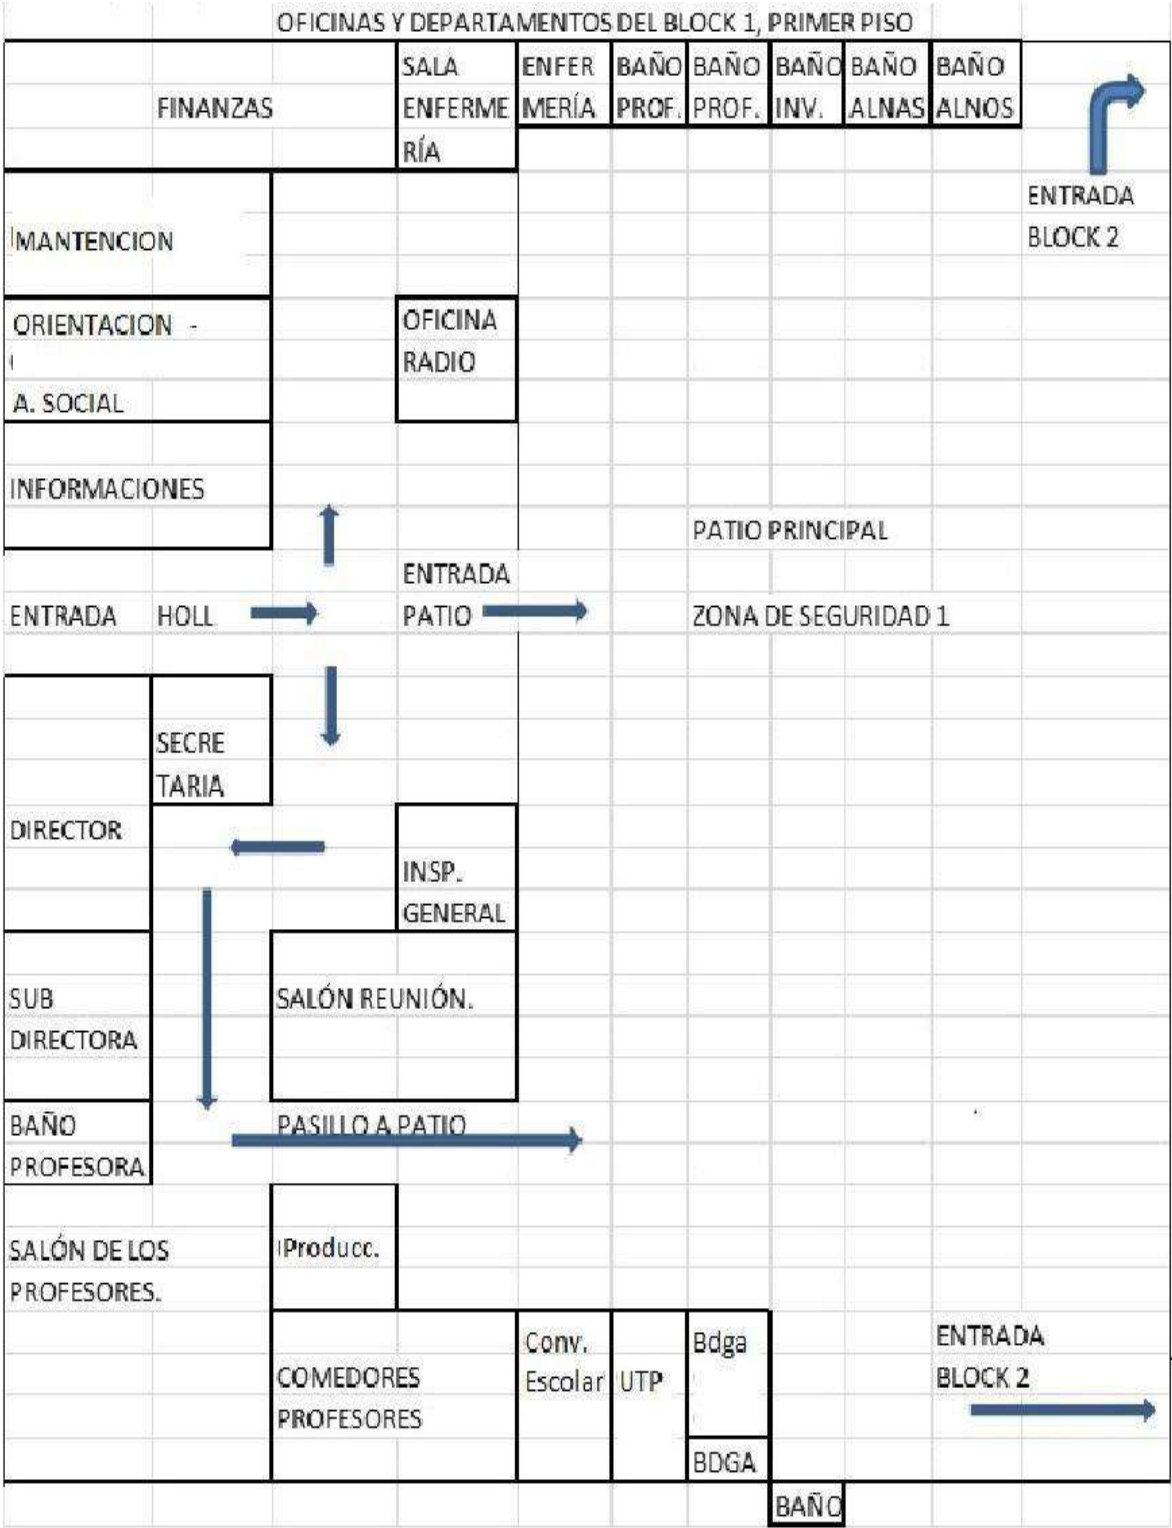 OFICINAS Y DEPARTAMENTOS DEL BLOCK 1, PRIMER PISO
FINANZAS
SALA
ENFERME
RÍA
ENFER
MERÍA
BAÑO
PROF.
BAÑO
PROF.
BAÑO
INV.
BAÑO
ALNAS
BAÑO
ALNOS
ENTRADA
BLOCK 2
MANTENCION
ORIENTACION -
A. SOCIAL
OFICINA
RADIO
INFORMACIONES
PATIO PRINCIPAL
ENTRADA HOLL
ENTRADA
PATIO
ZONA DE SEGURIDAD 1
SECRE
TARIA
DIRECTOR
INSP.
GENERAL
SUB
DIRECTORA
SALÓN REUNIÓN.
BAÑO
PROFESORA
PASILLO A PATIO
SALÓN DE LOS
PROFESORES.
Producc.
COMEDORES
PROFESORES
Conv.
Escolar
UTP
Bdga
BDGA
ENTRADA
BLOCK 2
BAÑO